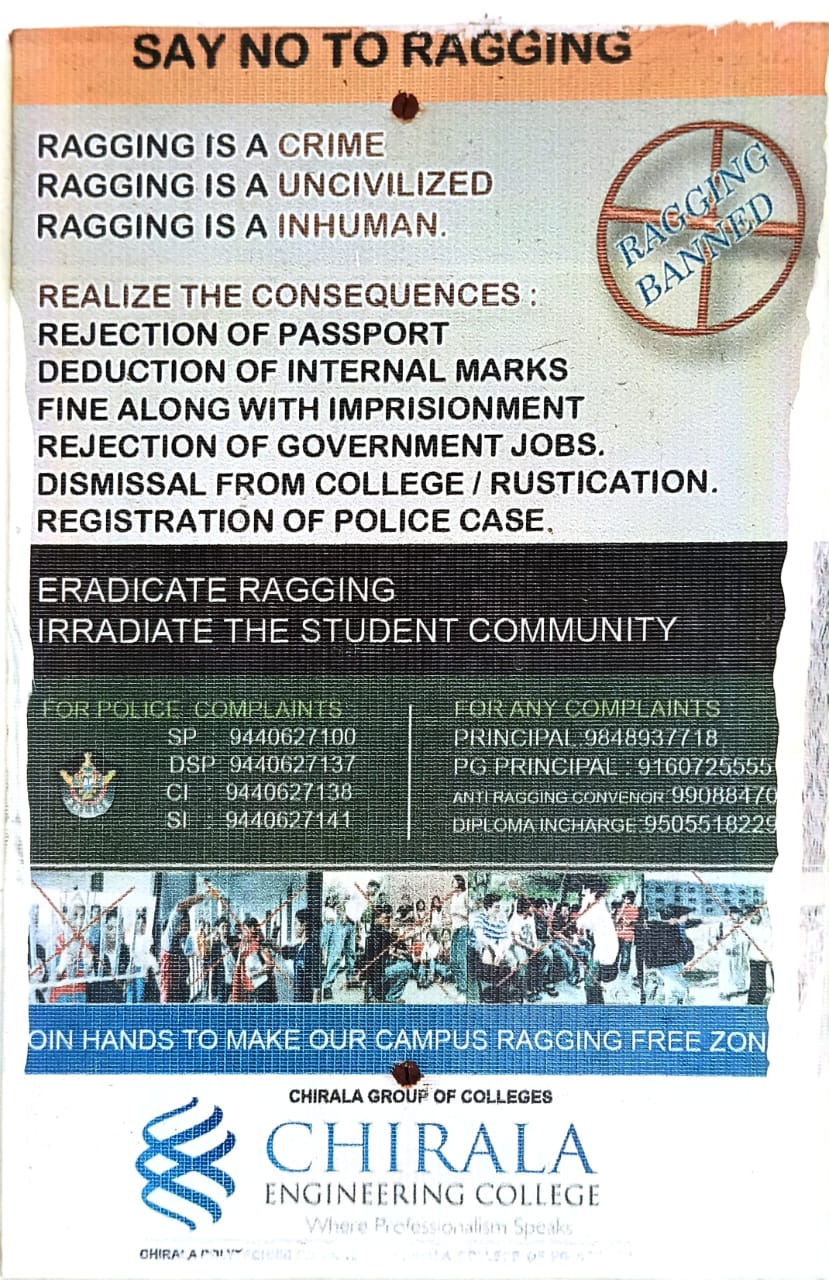 SAY NO TO RAGGING
RAGGING IS A CRIME
RAGGING IS A UNCIVILIZED
RAGGING IS A INHUMAN.
RAGGING
BANNED
REALIZE THE CONSEQUENCES :
REJECTION OF PASSPORT
DEDUCTION OF INTERNAL MARKS
FINE ALONG WITH IMPRISIONMENT
REJECTION OF GOVERNMENT JOBS.
DISMISSAL FROM COLLEGE / RUSTICATION.
REGISTRATION OF POLICE CASE.
ERADICATE RAGGING
IRRADIATE THE STUDENT COMMUNITY
FOR POLICE COMPLAINTS
SP : 9440627100
DSP 9440627137
CI : 9440627138
SI : 9440627141
FOR ANY COMPLAINTS
PRINCIPAL:9848937718
PG PRINCIPAL : 9160725555
ANTI RAGGING CONVENOR:99088470
DIPLOMA INCHARGE:9505518229
OIN HANDS TO MAKE OUR CAMPUS RAGGING FREE ZON
CHIRALA GROUP OF COLLEGES
CHIRALA
ENGINEERING COLLEGE
Where Professionalism Speaks